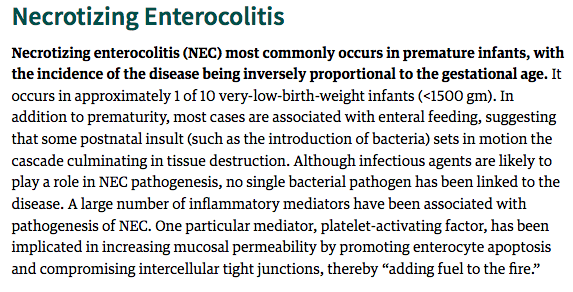 Necrotizing Enterocolitis
Necrotizing enterocolitis (NEC) most commonly occurs in premature infants, with
the incidence of the disease being inversely proportional to the gestational age. It
occurs in approximately 1 of 10 very-low-birth-weight infants (<1500 gm). In
addition to prematurity, most cases are associated with enteral feeding, suggesting
that some postnatal insult (such as the introduction of bacteria) sets in motion the
cascade culminating in tissue destruction. Although infectious agents are likely to
play a role in NEC pathogenesis, no single bacterial pathogen has been linked to the
disease. A large number of inflammatory mediators have been associated with
pathogenesis of NEC. One particular mediator, platelet-activating factor, has been
implicated in increasing mucosal permeability by promoting enterocyte apoptosis
and compromising intercellular tight junctions, thereby “adding fuel to the fire.”